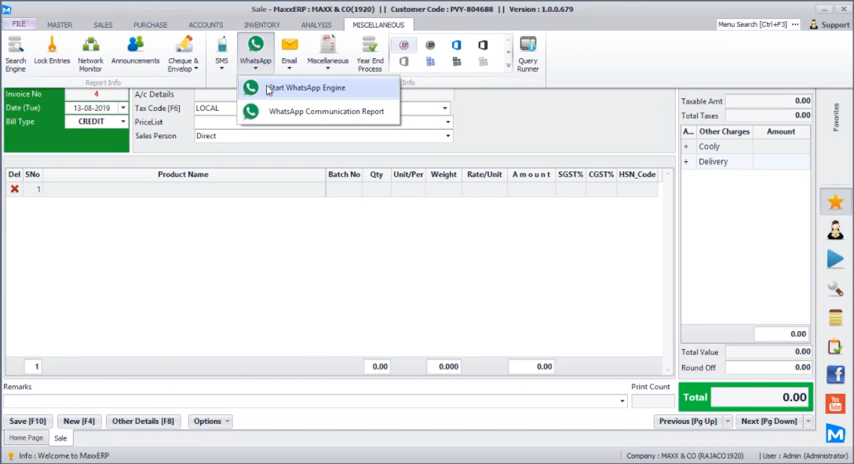 Sale - MaxxERP : MAXX & CO(1920) || Customer Code : PVY-804688 || Version : 1.0.0.679
FILE MASTER SALES PURCHASE ACCOUNTS INVENTORY ANALYSIS MISCELLANEOUS Menu Search [Ctrl+F3] Support
Search Engine
Lock Entries
Network Monitor
Announcements
Cheque & Envelop
SMS
WhatsApp
Email
Miscellaneous
Year End Process
Query Runner
Report Info
Info
Start WhatsApp Engine
WhatsApp Communication Report
Invoice No 4
Date (Tue) 13-08-2019
Bill Type CREDIT
A/c Details
Tax Code [F6] LOCAL
PriceList
Sales Person Direct
Taxable Amt 0.00
Total Taxes 0.00
A... Other Charges Amount
+ Cooly
+ Delivery
Favorites
Del SNo Product Name Batch No Qty Unit/Per Weight Rate/Unit Amount SGST% CGST% HSN_Code
1
0.00
Total Value 0.00
Round Off 0.00
1 0.00 0.000 0.00
Remarks
Print Count
Total 0.00
Save [F10] New [F4] Other Details [F8] Options Previous [Pg Up] Next [Pg Down]
Home Page Sale
Info : Welcome to MaxxERP Company : MAXX & CO (RAJACO1920) User : Admin (Administrator)
You Tube